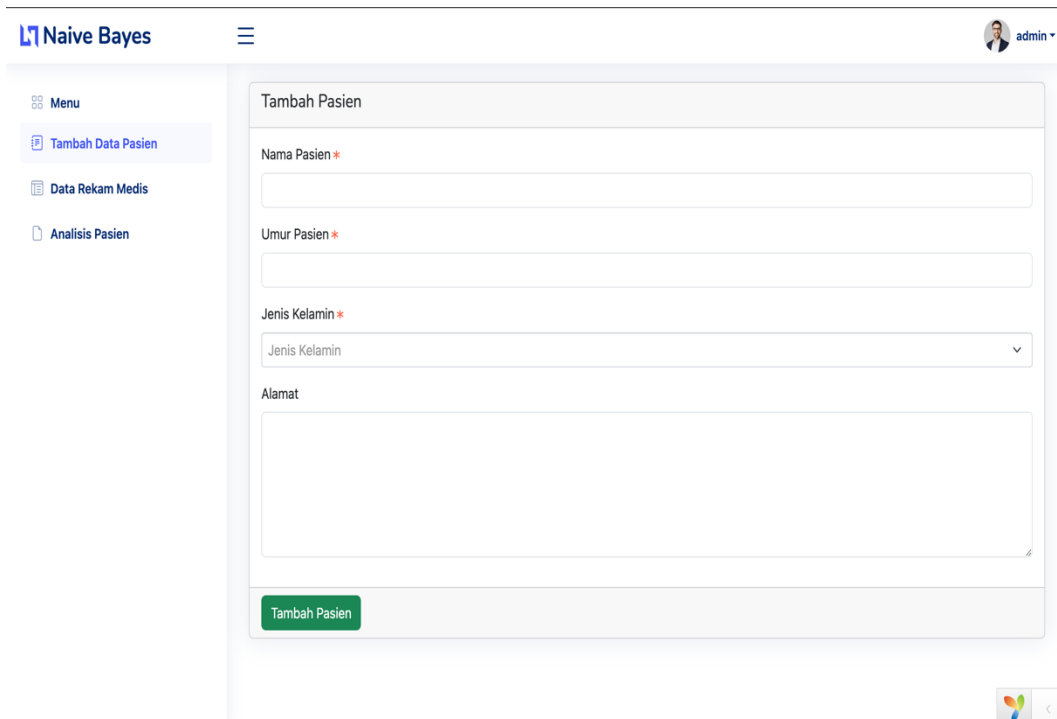 Naive Bayes
admin
Menu
Tambah Data Pasien
Data Rekam Medis
Analisis Pasien
Tambah Pasien
Nama Pasien *
Umur Pasien *
Jenis Kelamin *
Jenis Kelamin
Alamat
Tambah Pasien